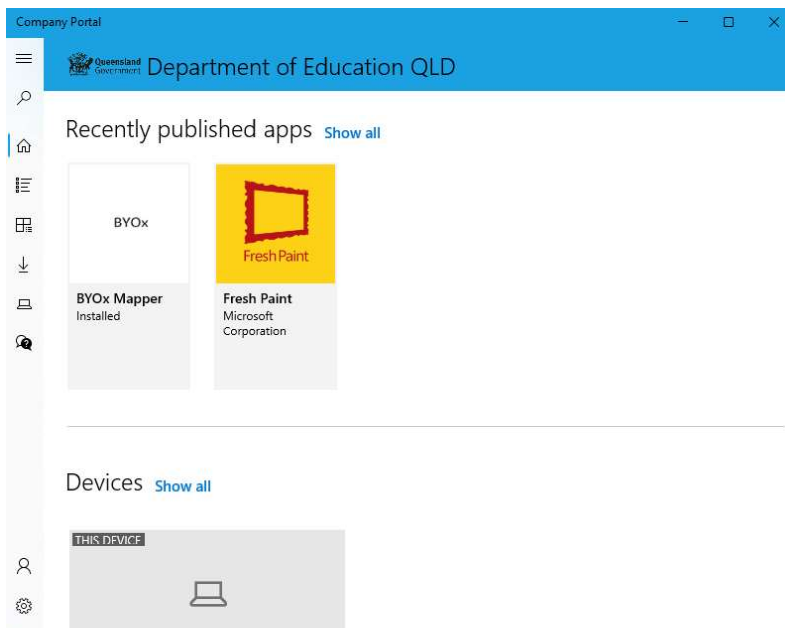 Company Portal
Queensland
Government
Department of Education QLD
Recently published apps Show all
BYOx
Fresh Paint
BYOx Mapper
Installed
Fresh Paint
Microsoft
Corporation
Devices Show all
THIS DEVICE